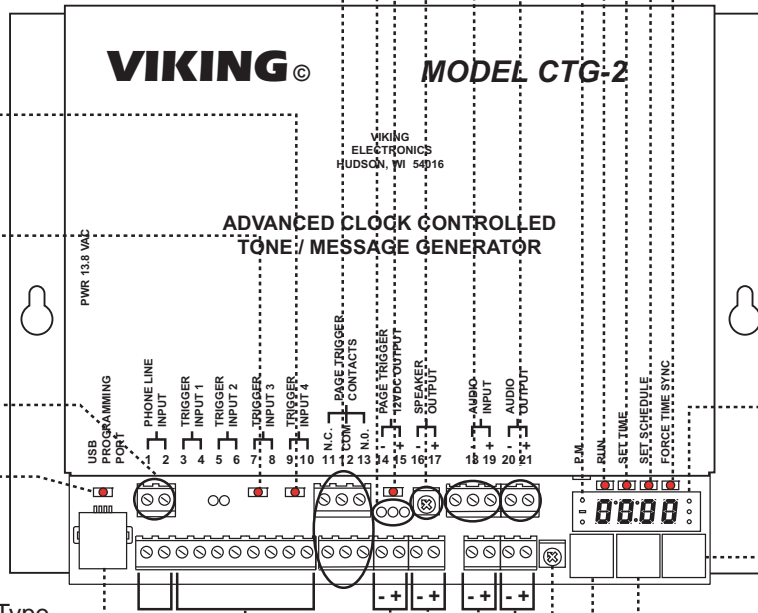 VIKING ©
MODEL CTG-2
VIKING
ELECTRONICS
HUDSON, WI 54016
ADVANCED CLOCK CONTROLLED
TONE / MESSAGE GENERATOR
PWR 13.8 VAC
USB
PROGRAMMING
PORT
PHONE LINE
INPUT
TRIGGER
INPUT 1
TRIGGER
INPUT 2
TRIGGER
INPUT 3
TRIGGER
INPUT 4
PAGE TRIGGER
CONTACTS
N.C.
COM
N.O.
PAGE TRIGGER
12VDC OUTPUT
SPEAKER
OUTPUT
AUDIO
INPUT
AUDIO
OUTPUT
P.M.
RUN
SET TIME
SET SCHEDULE
FORCE TIME SYNC
- + - + + - +
1 2 3 4 5 6 7 8 9 10 11 12 13 14 15 16 17 18 19 20 21
8:8:8 8
- + - + - + - +
Type